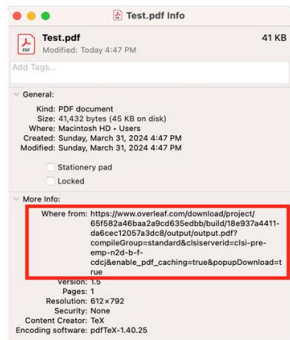 Test.pdf Info
Test.pdf 41 KB
Modified: Today 4:47 PM
Add Tags...
General:
Kind: PDF document
Size: 41,432 bytes (45 KB on disk)
Where: Macintosh HD • Users
Created: Sunday, March 31, 2024 4:47 PM
Modified: Sunday, March 31, 2024 4:47 PM
Stationery pad
Locked
More Info:
Where from: https://www.overleaf.com/download/project/
65f582a46baa2a9cd635edbb/build/18e937a4411-
da6cec12057a3dc8/output/output.pdf?
compileGroup=standard&clsiserverid=clsi-pre-
emp-n2d-b-f-
cdcj&enable_pdf_caching=true&popupDownload=t
rue
Version: 1.5
Pages: 1
Resolution: 612×792
Security: None
Content Creator: TeX
Encoding software: pdfTeX-1.40.25